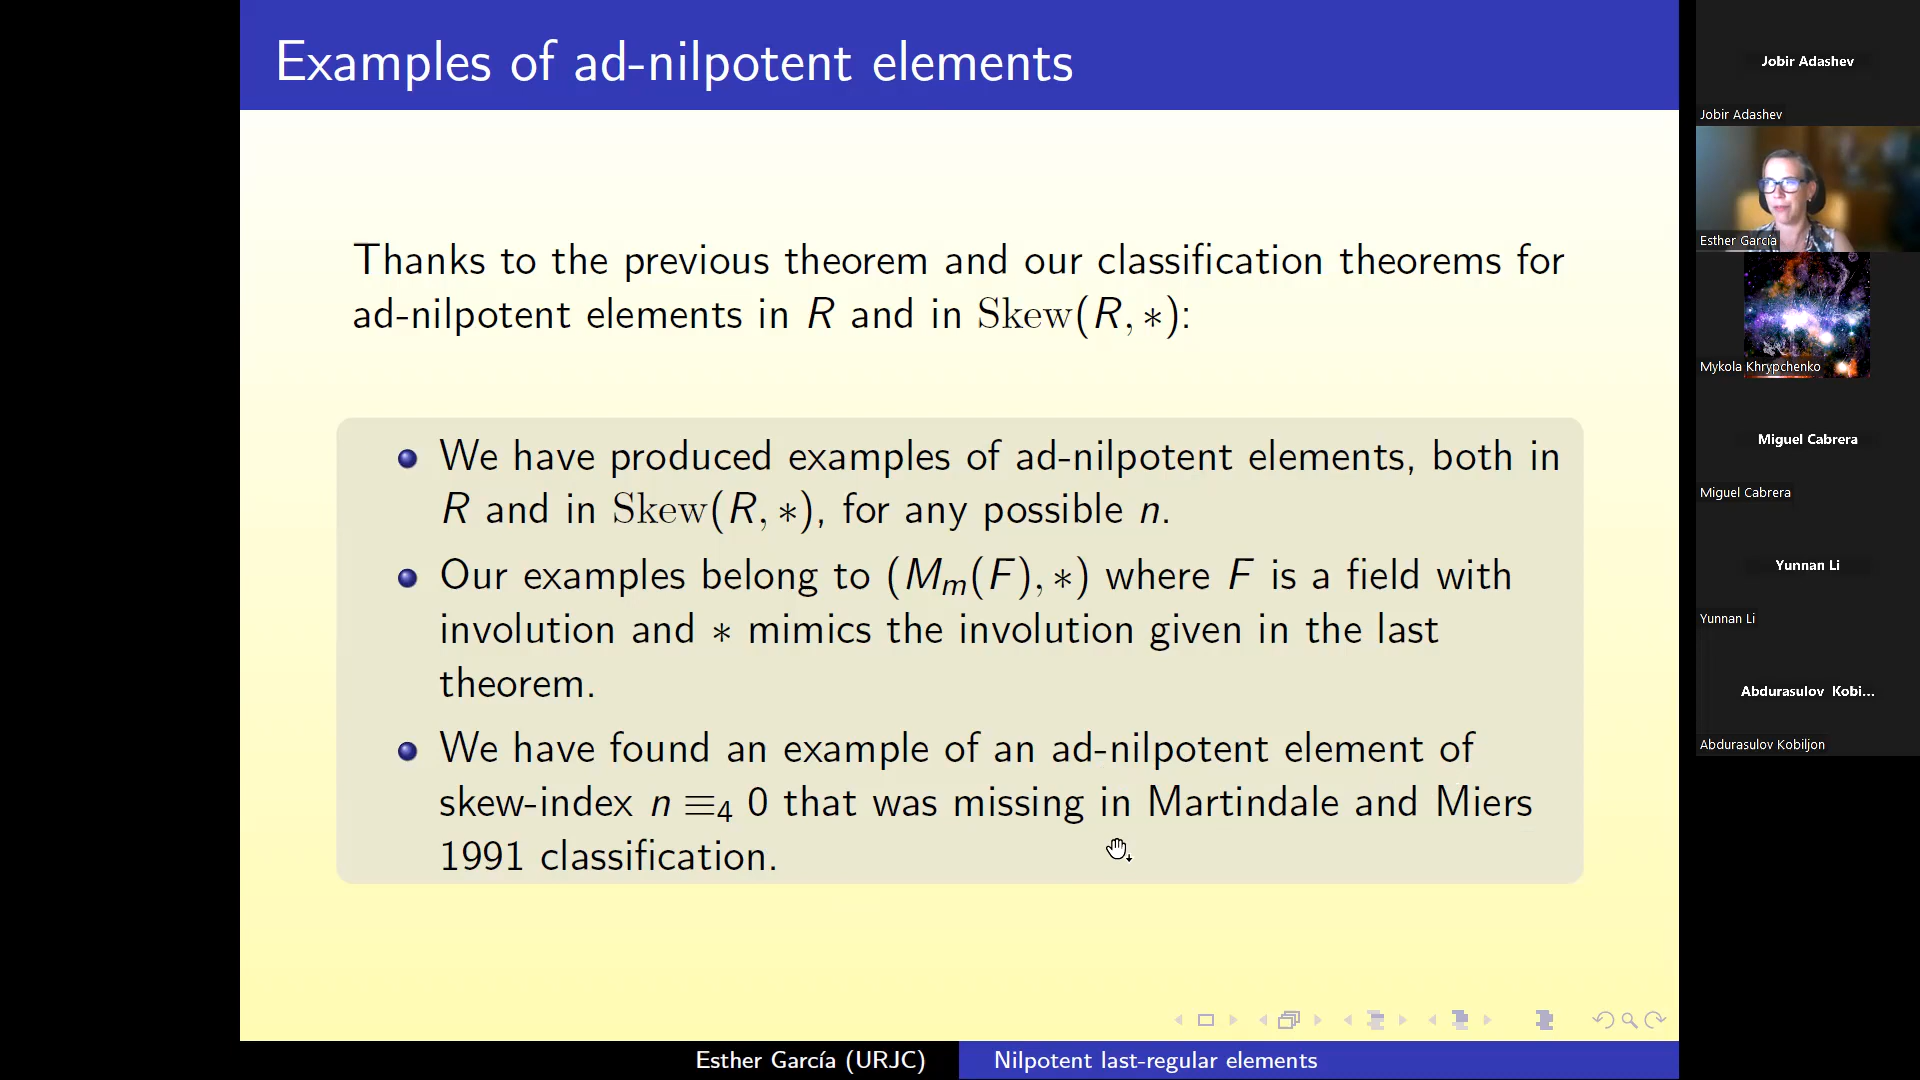 Examples of ad-nilpotent elements
Thanks to the previous theorem and our classification theorems for
ad-nilpotent elements in R and in Skew(R, ∗):
We have produced examples of ad-nilpotent elements, both in
R and in Skew(R, ∗), for any possible n.
Our examples belong to (Mₘ(F), ∗) where F is a field with
involution and ∗ mimics the involution given in the last
theorem.
We have found an example of an ad-nilpotent element of
skew-index n ≡₄ 0 that was missing in Martindale and Miers
1991 classification.
Esther García (URJC)
Nilpotent last-regular elements
Jobir Adashev
Jobir Adashev
Esther García
Mykola Khrypchenko
Miguel Cabrera
Miguel Cabrera
Yunnan Li
Yunnan Li
Abdurasulov Kobi...
Abdurasulov Kobiljon